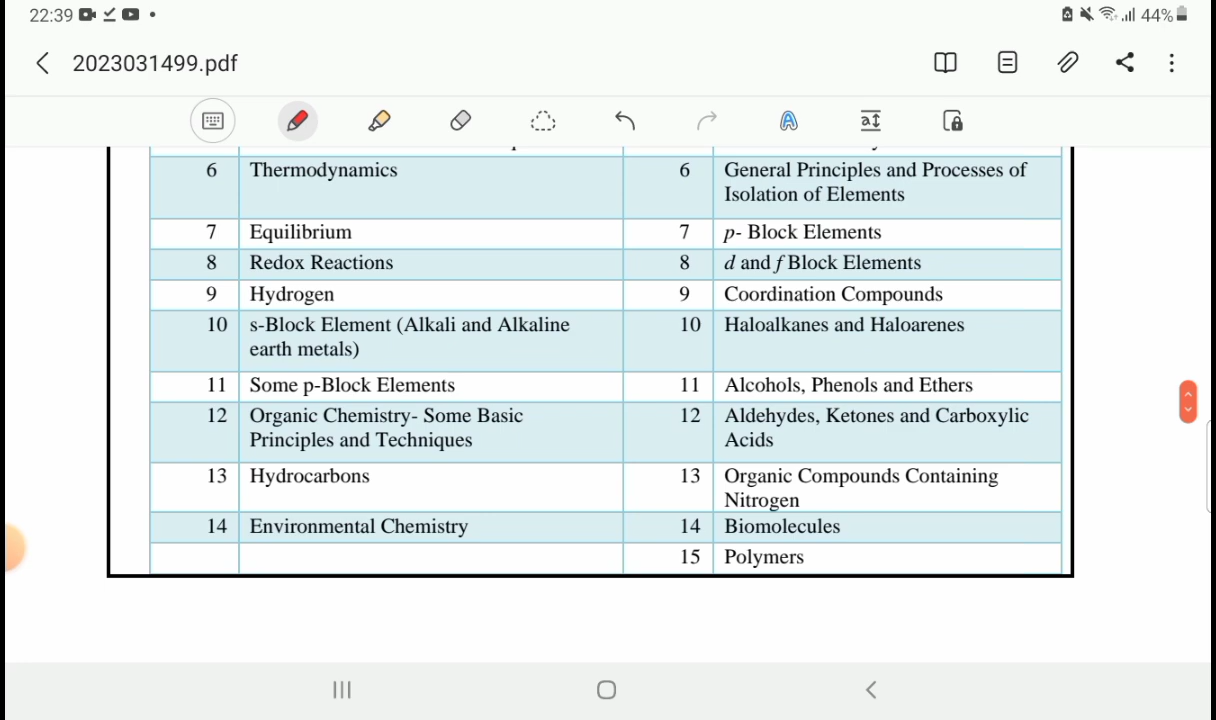 22:39 44%
2023031499.pdf
6 Thermodynamics 6 General Principles and Processes of
Isolation of Elements
7 Equilibrium 7 p- Block Elements
8 Redox Reactions 8 d and f Block Elements
9 Hydrogen 9 Coordination Compounds
10 s-Block Element (Alkali and Alkaline 10 Haloalkanes and Haloarenes
earth metals)
11 Some p-Block Elements 11 Alcohols, Phenols and Ethers
12 Organic Chemistry- Some Basic 12 Aldehydes, Ketones and Carboxylic
Principles and Techniques Acids
13 Hydrocarbons 13 Organic Compounds Containing
Nitrogen
14 Environmental Chemistry 14 Biomolecules
15 Polymers